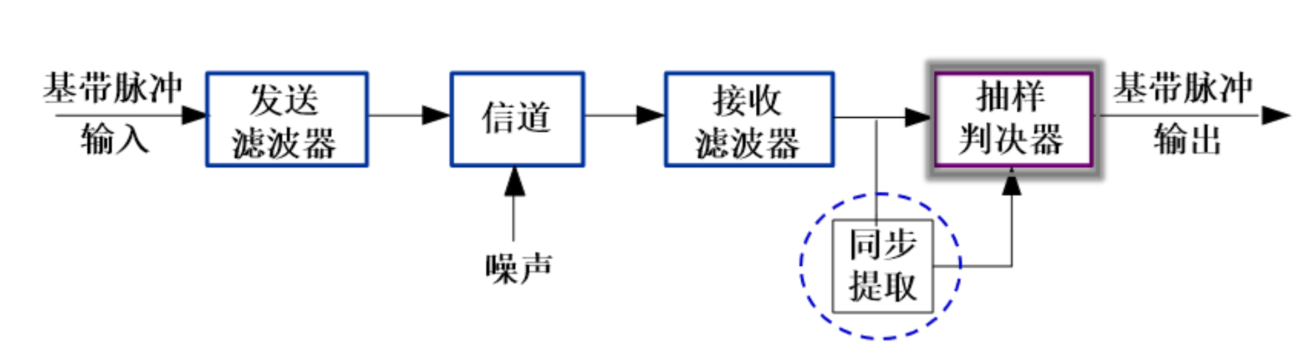 基带脉冲
输入
发送
滤波器
信道
噪声
接收
滤波器
同步
提取
抽样
判决器
基带脉冲
输出